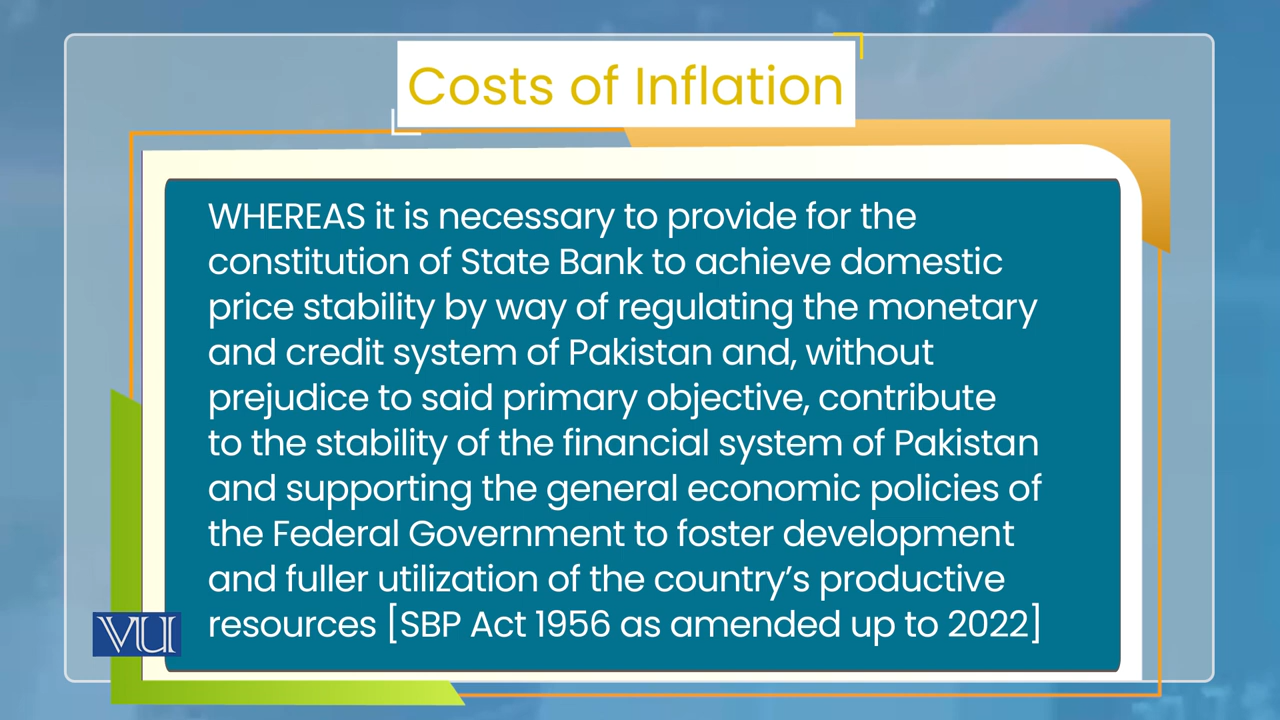 Costs of Inflation
WHEREAS it is necessary to provide for the
constitution of State Bank to achieve domestic
price stability by way of regulating the monetary
and credit system of Pakistan and, without
prejudice to said primary objective, contribute
to the stability of the financial system of Pakistan
and supporting the general economic policies of
the Federal Government to foster development
and fuller utilization of the country’s productive
resources [SBP Act 1956 as amended up to 2022]
VU